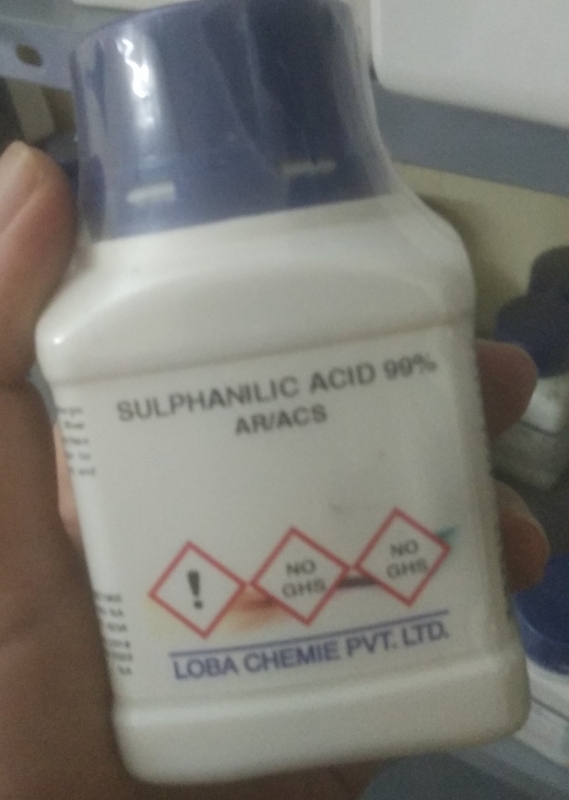 SULPHANILIC ACID 99%
AR/ACS
!
NO
GHS
NO
GHS
LOBA CHEMIE PVT. LTD.